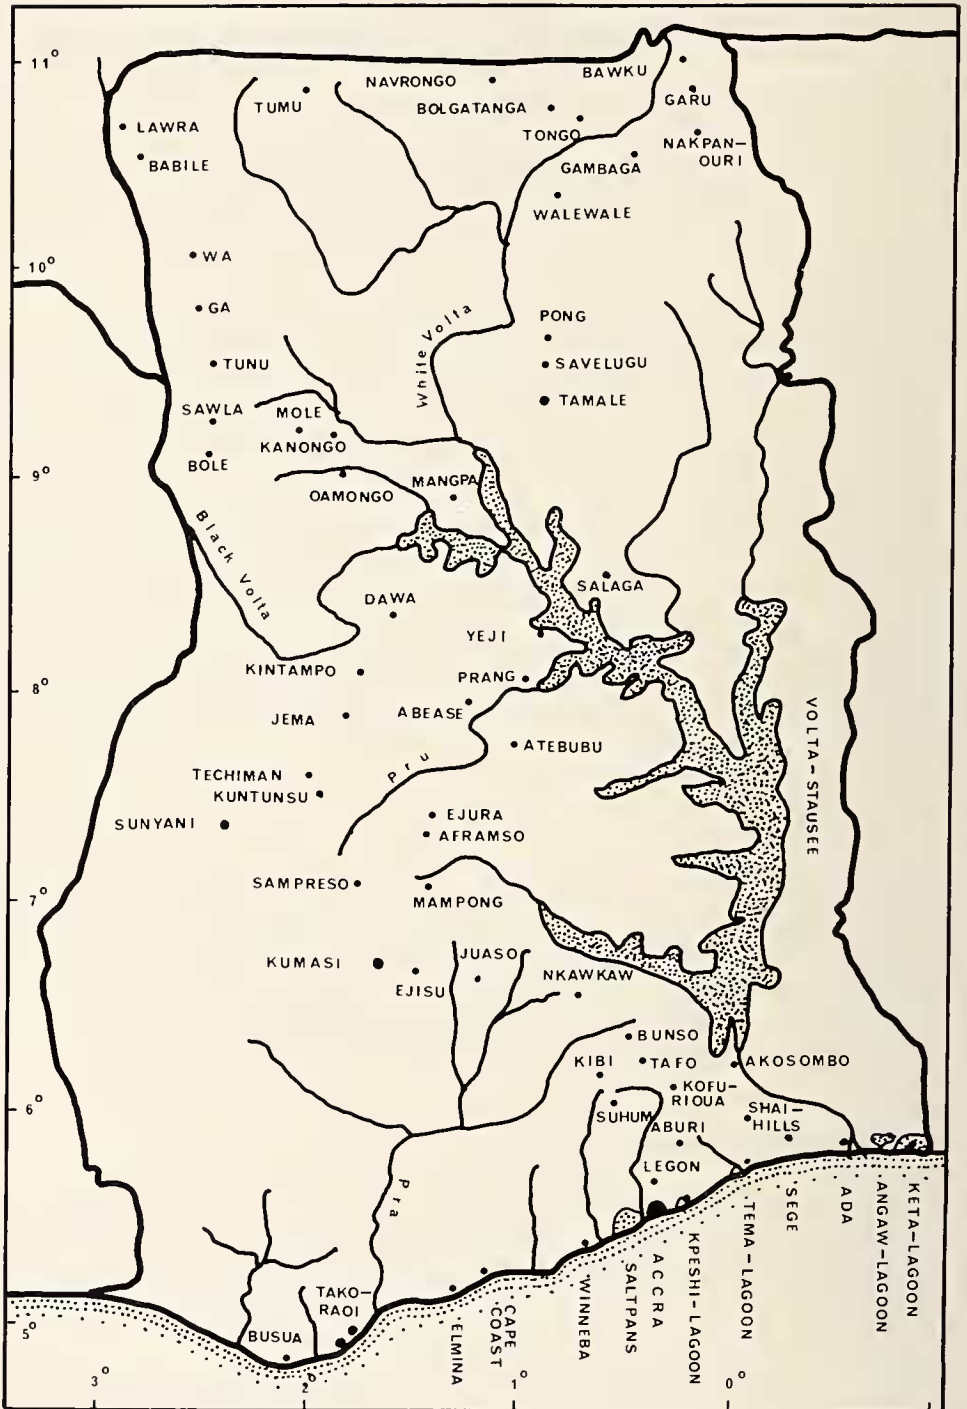 11°
NAVRONGO
BAWKU
TUMU
BOLGATANGA
GARU
LAWRA
TONGO
NAKPAN-
OURI
BABILE
GAMBAGA
WALEWALE
WA
10°
GA
White Volta
PONG
TUNU
SAVELUGU
TAMALE
SAWLA
MOLE
KANONGO
BOLE
9°
OAMONGO
MANGPA
Black Volta
SALAGA
DAWA
YEJI
KINTAMPO
PRANG
8°
JEMA
ABEASE
ATEBUBU
VOLTA-STAUSEE
Pru
TECHIMAN
KUNTUNSU
SUNYANI
EJURA
AFRAMSO
SAMPRESO
7°
MAMPONG
KUMASI
JUASO
EJISU
NKAWKAW
BUNSO
KIBI
TAFO
AKOSOMBO
KOFU-
RIOUA
6°
SUHUM
SHAI-
HILLS
ABURI
LEGON
Pra
TAKO-
RAOI
5°
BUSUA
ELMINA
CAPE
COAST
WINNEBA
SALTPANS
ACCRA
KPESHI-LAGOON
TEMA-LAGOON
SEGE
ADA
ANGAW-LAGOON
KETA-LAGOON
3°
2°
1°
0°